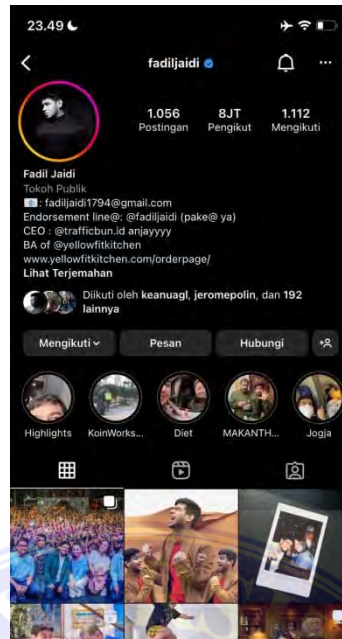 23.49
fadiljaidi
1.056 8JT 1.112
Postingan Pengikut Mengikuti
Fadil Jaidi
Tokoh Publik
: fadiljaidi1794@gmail.com
Endorsement line@: @fadiljaidi (pake@ ya)
CEO : @trafficbun.id anjayyyy
BA of @yellowfitkitchen
www.yellowfitkitchen.com/orderpage/
Lihat Terjemahan
Diikuti oleh keanuagl, jeromepolin, dan 192
lainnya
Mengikuti Pesan Hubungi
Highlights KoinWorks... Diet MAKANTH... Jogja